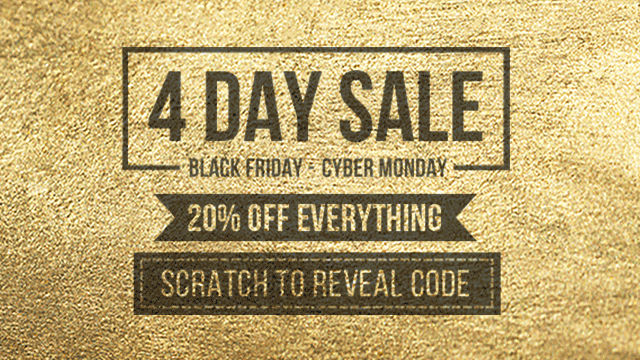 4 DAY SALE
BLACK FRIDAY - CYBER MONDAY
20% OFF EVERYTHING
SCRATCH TO REVEAL CODE